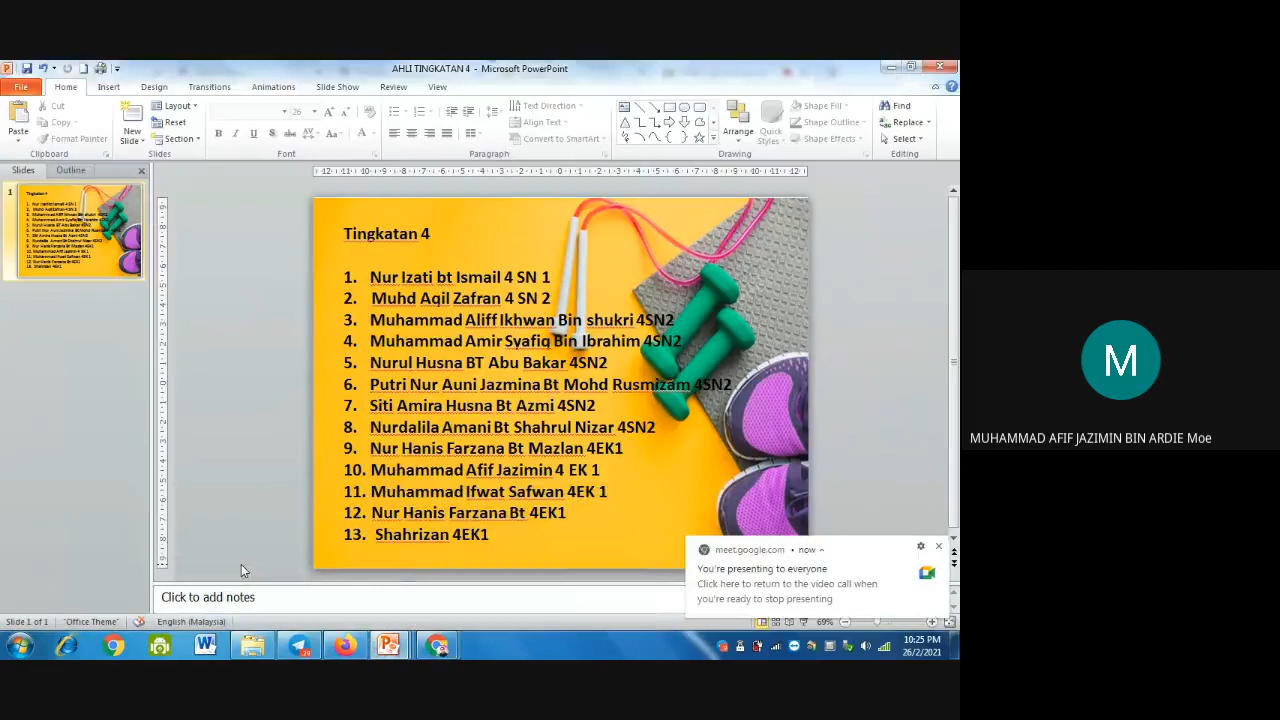 AHLI TINGKATAN 4 - Microsoft PowerPoint
File Home Insert Design Transitions Animations Slide Show Review View
Paste Cut Copy Format Painter Clipboard
New Slide Layout Reset Section Slides
26 Font
Text Direction Align Text Convert to SmartArt Paragraph
Arrange Quick Styles Shape Fill Shape Outline Shape Effects Drawing
Find Replace Select Editing
Slides Outline
1
Tingkatan 4
1. Nur Izati bt Ismail 4 SN 1
2. Muhd Aqil Zafran 4 SN 2
3. Muhammad Aliff Ikhwan Bin shukri 4SN2
4. Muhammad Amir Syafiq Bin Ibrahim 4SN2
5. Nurul Husna BT Abu Bakar 4SN2
6. Putri Nur Auni Jazmina Bt Mohd Rusmizam 4SN2
7. Siti Amira Husna Bt Azmi 4SN2
8. Nurdalila Amani Bt Shahrul Nizar 4SN2
9. Nur Hanis Farzana Bt Mazlan 4EK1
10. Muhammad Afif Jazimin 4 EK 1
11. Muhammad Ifwat Safwan 4EK 1
12. Nur Hanis Farzana Bt 4EK1
13. Shahrizan 4EK1
meet.google.com • now
You're presenting to everyone
Click here to return to the video call when
you're ready to stop presenting
Click to add notes
Slide 1 of 1 "Office Theme" English (Malaysia) 69%
10:25 PM
26/2/2021
M
MUHAMMAD AFIF JAZIMIN BIN ARDIE Moe